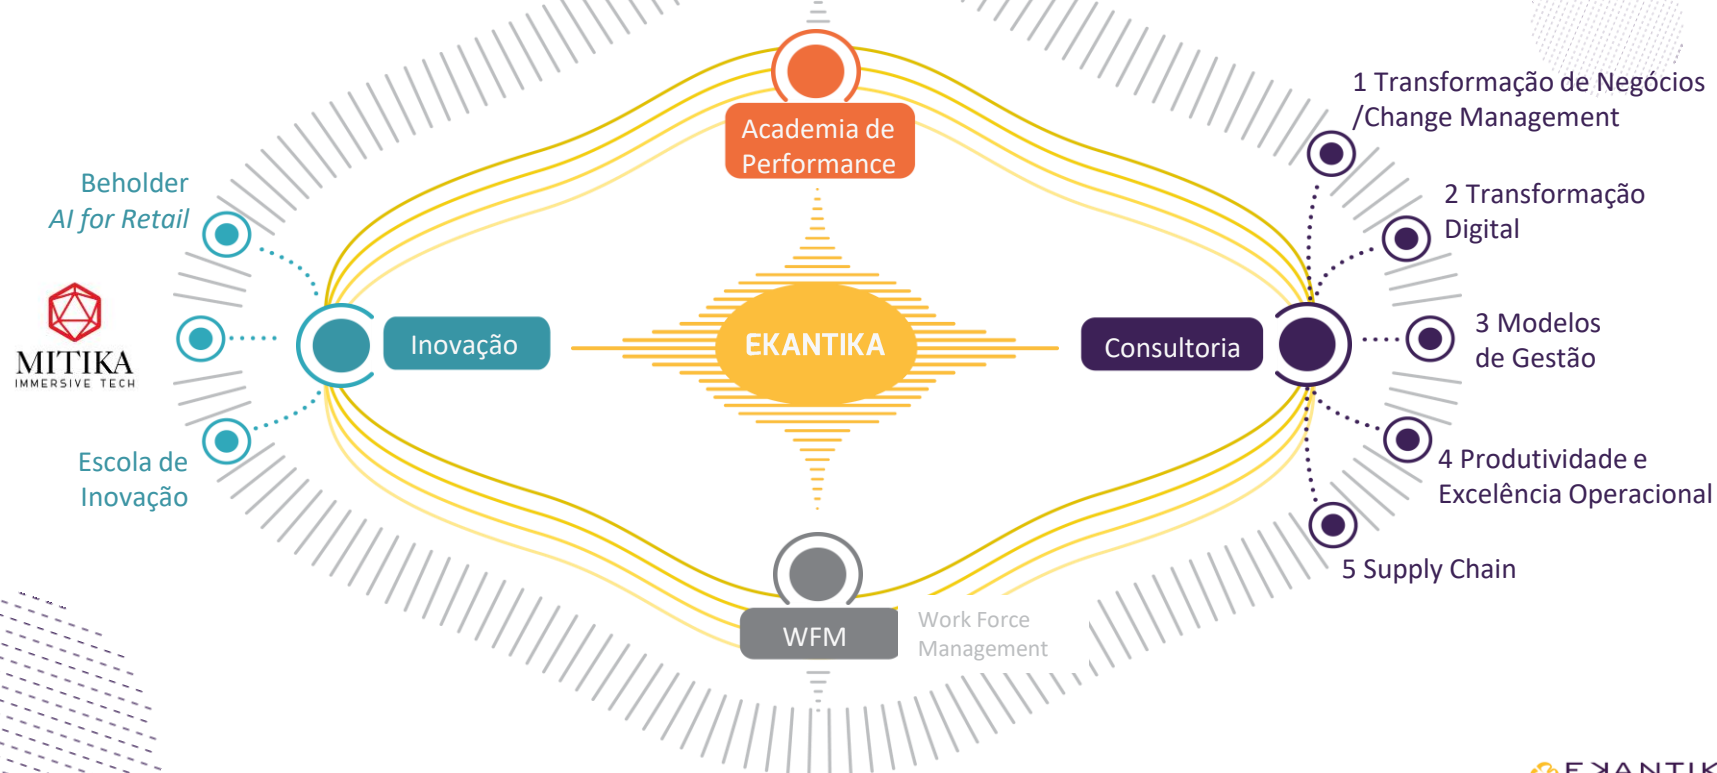 Academia de
Performance
1 Transformação de Negócios
/Change Management
2 Transformação
Digital
3 Modelos
de Gestão
4 Produtividade e
Excelência Operacional
5 Supply Chain
Consultoria
EKANTIKA
Inovação
Beholder
AI for Retail
MITIKA
IMMERSIVE TECH
Escola de
Inovação
WFM
Work Force
Management
EKANTIK